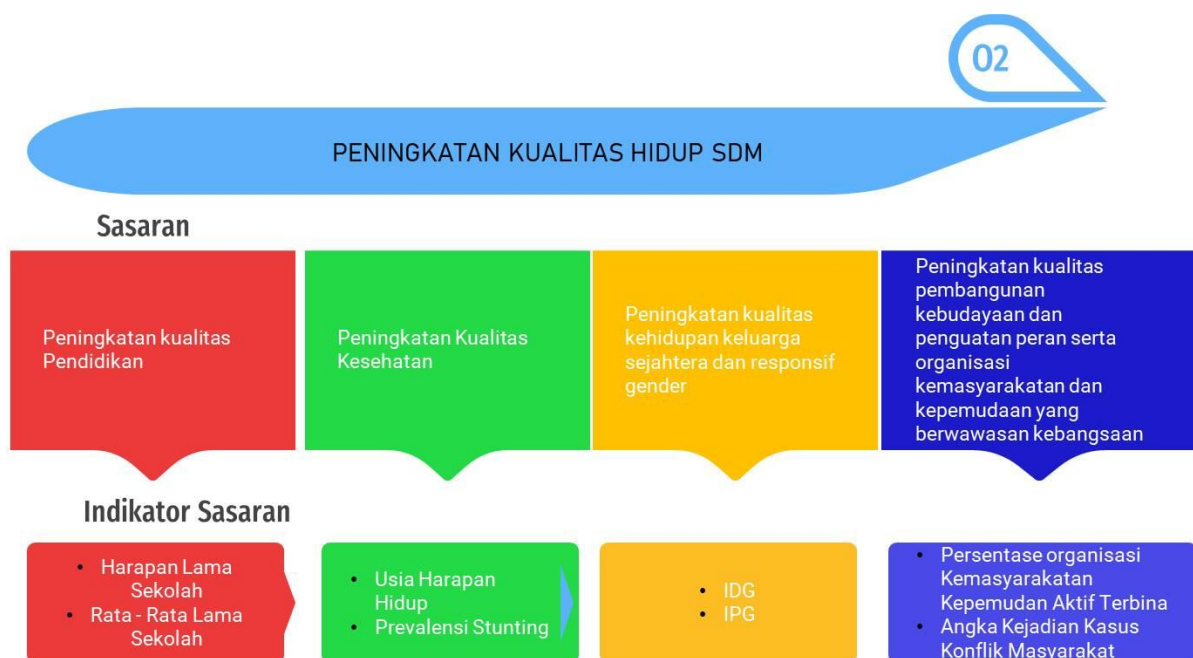 02
PENINGKATAN KUALITAS HIDUP SDM
Sasaran
Peningkatan kualitas
Pendidikan
Peningkatan Kualitas
Kesehatan
Peningkatan kualitas
kehidupan keluarga
sejahtera dan responsif
gender
Peningkatan kualitas
pembangunan
kebudayaan dan
penguatan peran serta
organisasi
kemasyarakatan dan
kepemudaan yang
berwawasan kebangsaan
Indikator Sasaran
• Harapan Lama
Sekolah
• Rata - Rata Lama
Sekolah
• Usia Harapan
Hidup
• Prevalensi Stunting
• IDG
• IPG
• Persentase organisasi
Kemasyarakatan
Kepemudan Aktif Terbina
• Angka Kejadian Kasus
Konflik Masyarakat